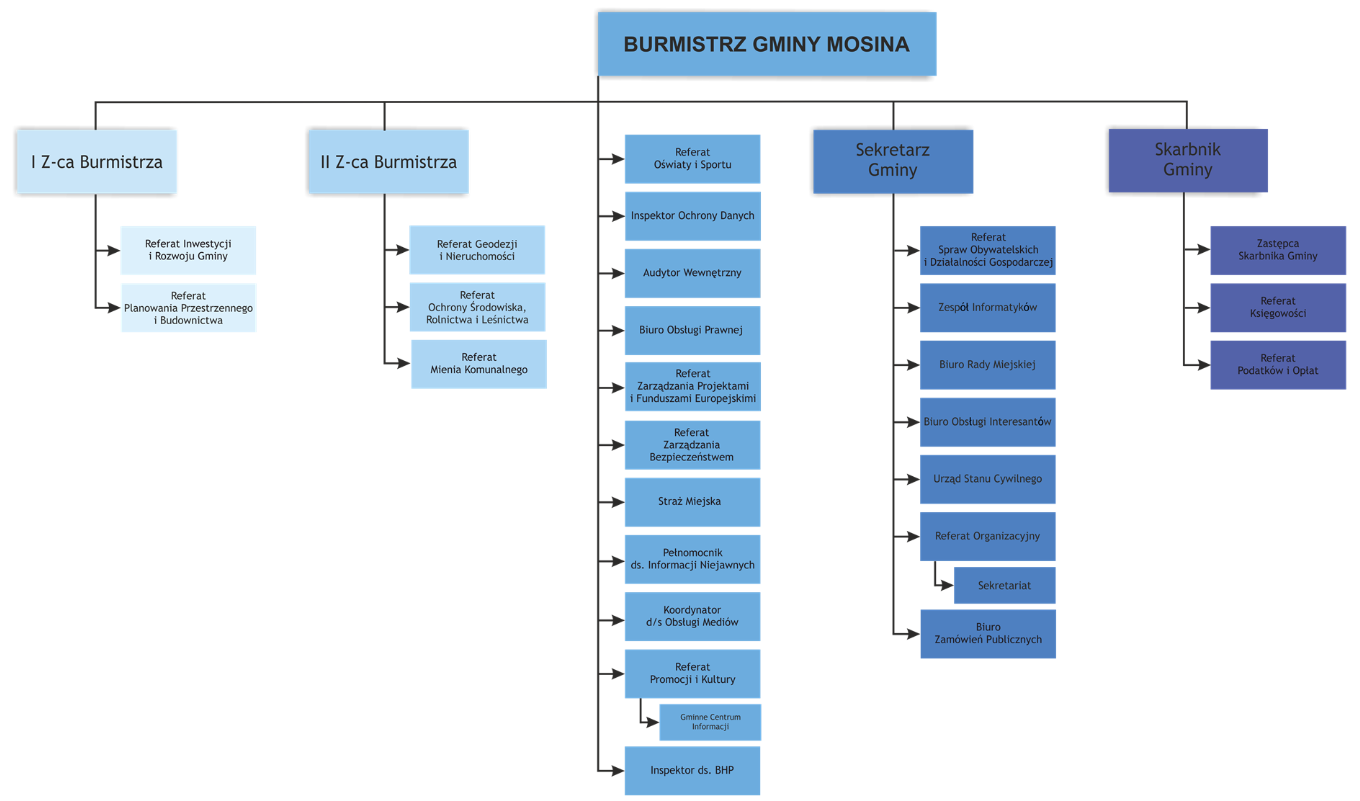 BURMISTRZ GMINY MOSINA
I Z-ca Burmistrza
Referat Inwestycji
i Rozwoju Gminy
Referat
Planowania Przestrzennego
i Budownictwa
II Z-ca Burmistrza
Referat Geodezji
i Nieruchomości
Referat
Ochrony Środowiska,
Rolnictwa i Leśnictwa
Referat
Mienia Komunalnego
Referat
Oświaty i Sportu
Inspektor Ochrony Danych
Audytor Wewnętrzny
Biuro Obsługi Prawnej
Referat
Zarządzania Projektami
i Funduszami Europejskimi
Referat
Zarządzania
Bezpieczeństwem
Straż Miejska
Pełnomocnik
ds. Informacji Niejawnych
Koordynator
d/s Obsługi Mediów
Referat
Promocji i Kultury
Gminne Centrum
Informacji
Inspektor ds. BHP
Sekretarz
Gminy
Referat
Spraw Obywatelskich
i Działalności Gospodarczej
Zespół Informatyków
Biuro Rady Miejskiej
Biuro Obsługi Interesantów
Urząd Stanu Cywilnego
Referat Organizacyjny
Sekretariat
Biuro
Zamówień Publicznych
Skarbnik
Gminy
Zastępca
Skarbnika Gminy
Referat
Księgowości
Referat
Podatków i Opłat